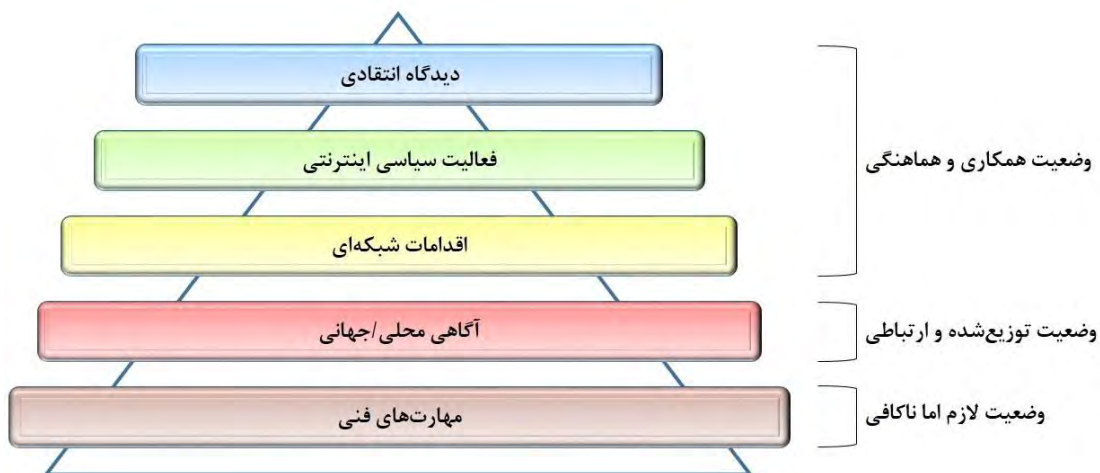 دیدگاه انتقادی
فعالیت سیاسی اینترنتی
وضعیت همکاری و هماهنگی
اقدامات شبکه‌ای
آگاهی محلی/جهانی
وضعیت توزیع‌شده و ارتباطی
مهارت‌های فنی
وضعیت لازم اما ناکافی